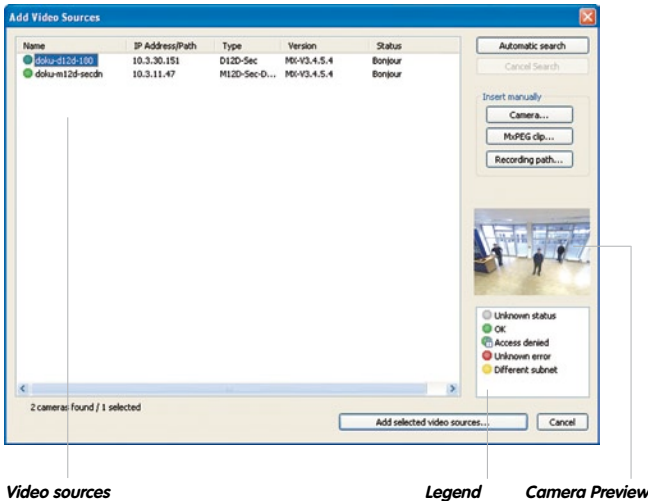 Add Video Sources
Name IP Address/Path Type Version Status
doku-d12d-180 10.3.30.151 D12D-Sec MX-V3.4.5.4 Bonjour
doku-m12d-secdn 10.3.11.47 M12D-Sec-D... MX-V3.4.5.4 Bonjour
Automatic search
Cancel Search
Insert manually
Camera...
MxPEG clip...
Recording path...
Unknown status
OK
Access denied
Unknown error
Different subnet
2 cameras found / 1 selected
Add selected video sources...
Cancel
Video sources
Legend
Camera Preview